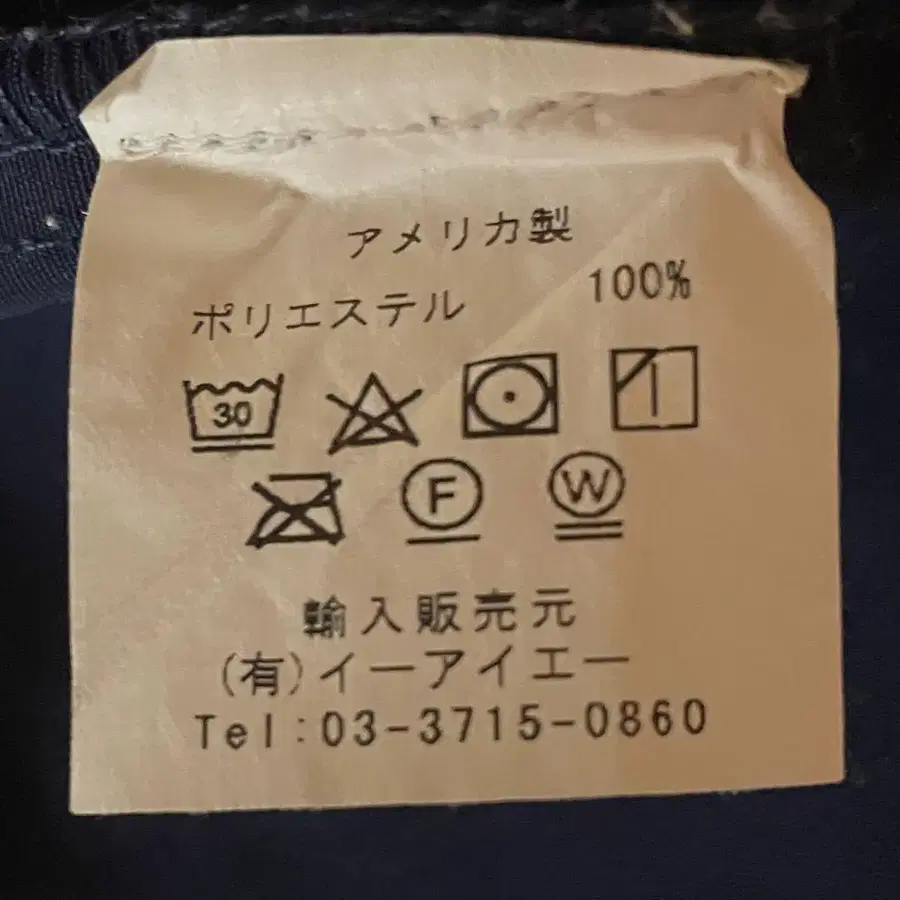 アメリカ製
ポリエステル 100%
30
F W
輸入販売元
(有)イーアイエー
Tel:03-3715-0860